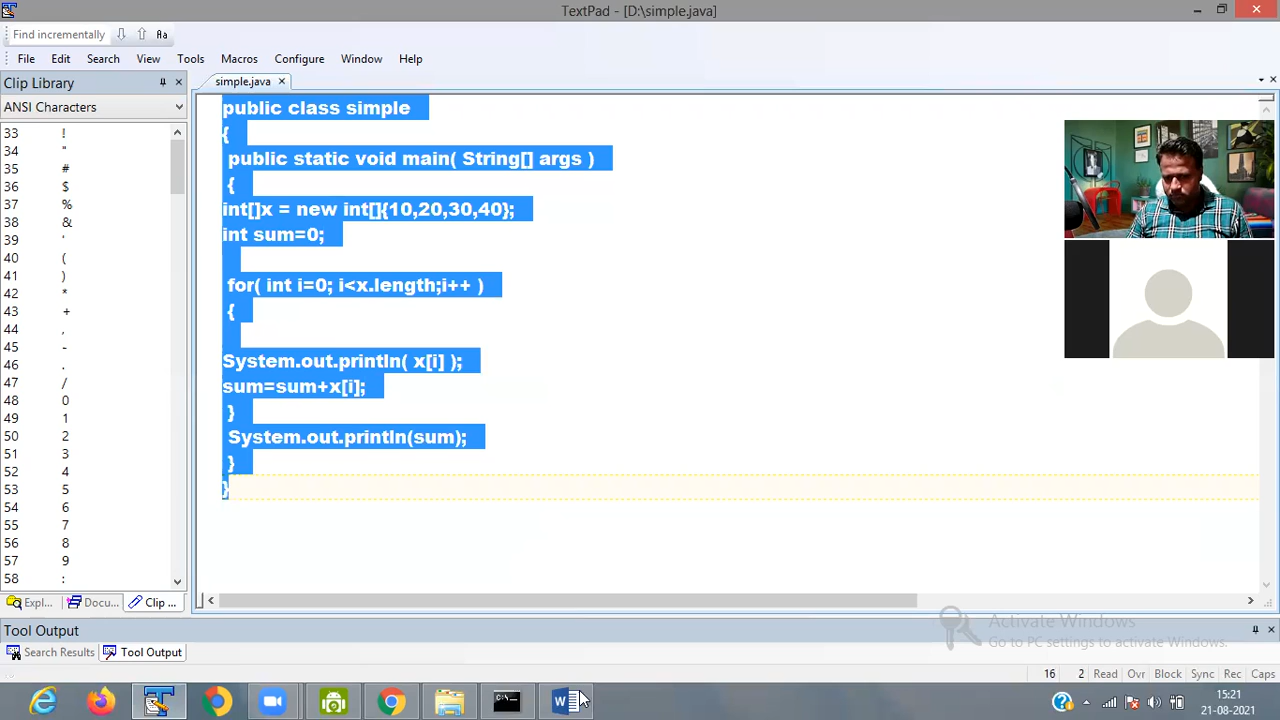 TextPad - [D:\simple.java]
Find incrementally
Aa
File Edit Search View Tools Macros Configure Window Help
Clip Library
simple.java
ANSI Characters
33 !
34 "
35 #
36 $
37 %
38 &
39 '
40 (
41 )
42 *
43 +
44 ,
45 -
46 .
47 /
48 0
49 1
50 2
51 3
52 4
53 5
54 6
55 7
56 8
57 9
58 :
public class simple
{
public static void main( String[] args )
{
int[]x = new int[]{10,20,30,40};
int sum=0;
for( int i=0; i<x.length;i++ )
{
System.out.println( x[i] );
sum=sum+x[i];
}
System.out.println(sum);
}
}
Expl... Docu... Clip ...
Activate Windows
Go to PC settings to activate Windows.
Tool Output
Search Results Tool Output
16 2 Read Ovr Block Sync Rec Caps
15:21
21-08-2021